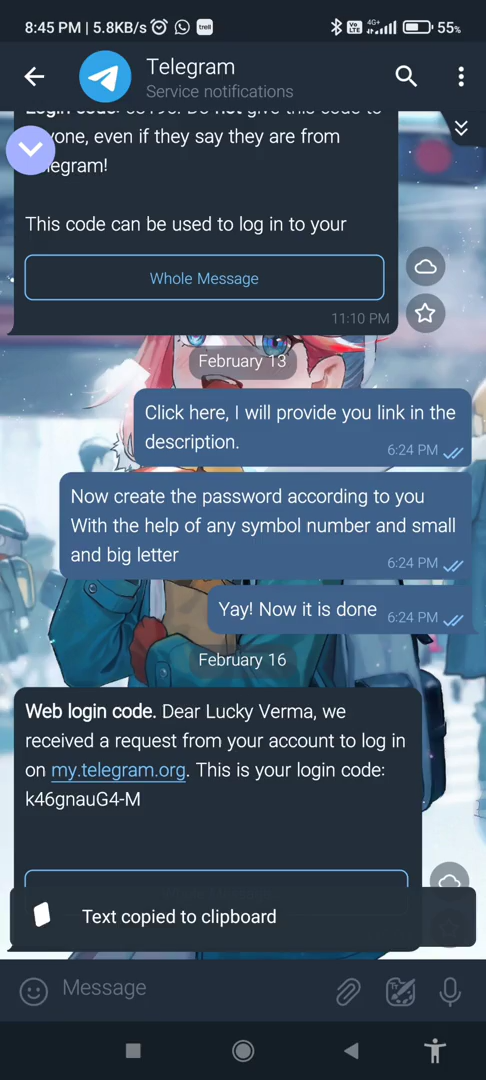 8:45 PM | 5.8KB/s
trell
Vo LTE
4G+
55%
Telegram
Service notifications
even if they say they are from
This code can be used to log in to your
Whole Message
11:10 PM
February 13
Click here, I will provide you link in the
description.
6:24 PM
Now create the password according to you
With the help of any symbol number and small
and big letter
6:24 PM
Yay! Now it is done
6:24 PM
February 16
Web login code. Dear Lucky Verma, we
received a request from your account to log in
on my.telegram.org. This is your login code:
k46gnauG4-M
Text copied to clipboard
Message